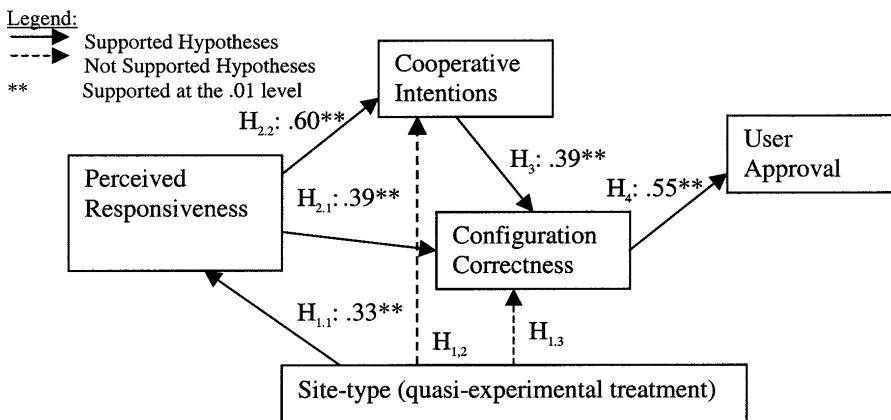 Legend:
Supported Hypotheses
Not Supported Hypotheses
** Supported at the .01 level
Cooperative
Intentions
H2.2: .60**
User
Approval
H3: .39**
H4: .55**
Perceived
Responsiveness
H2.1: .39**
Configuration
Correctness
H1.1: .33**
H1,2
H1.3
Site-type (quasi-experimental treatment)